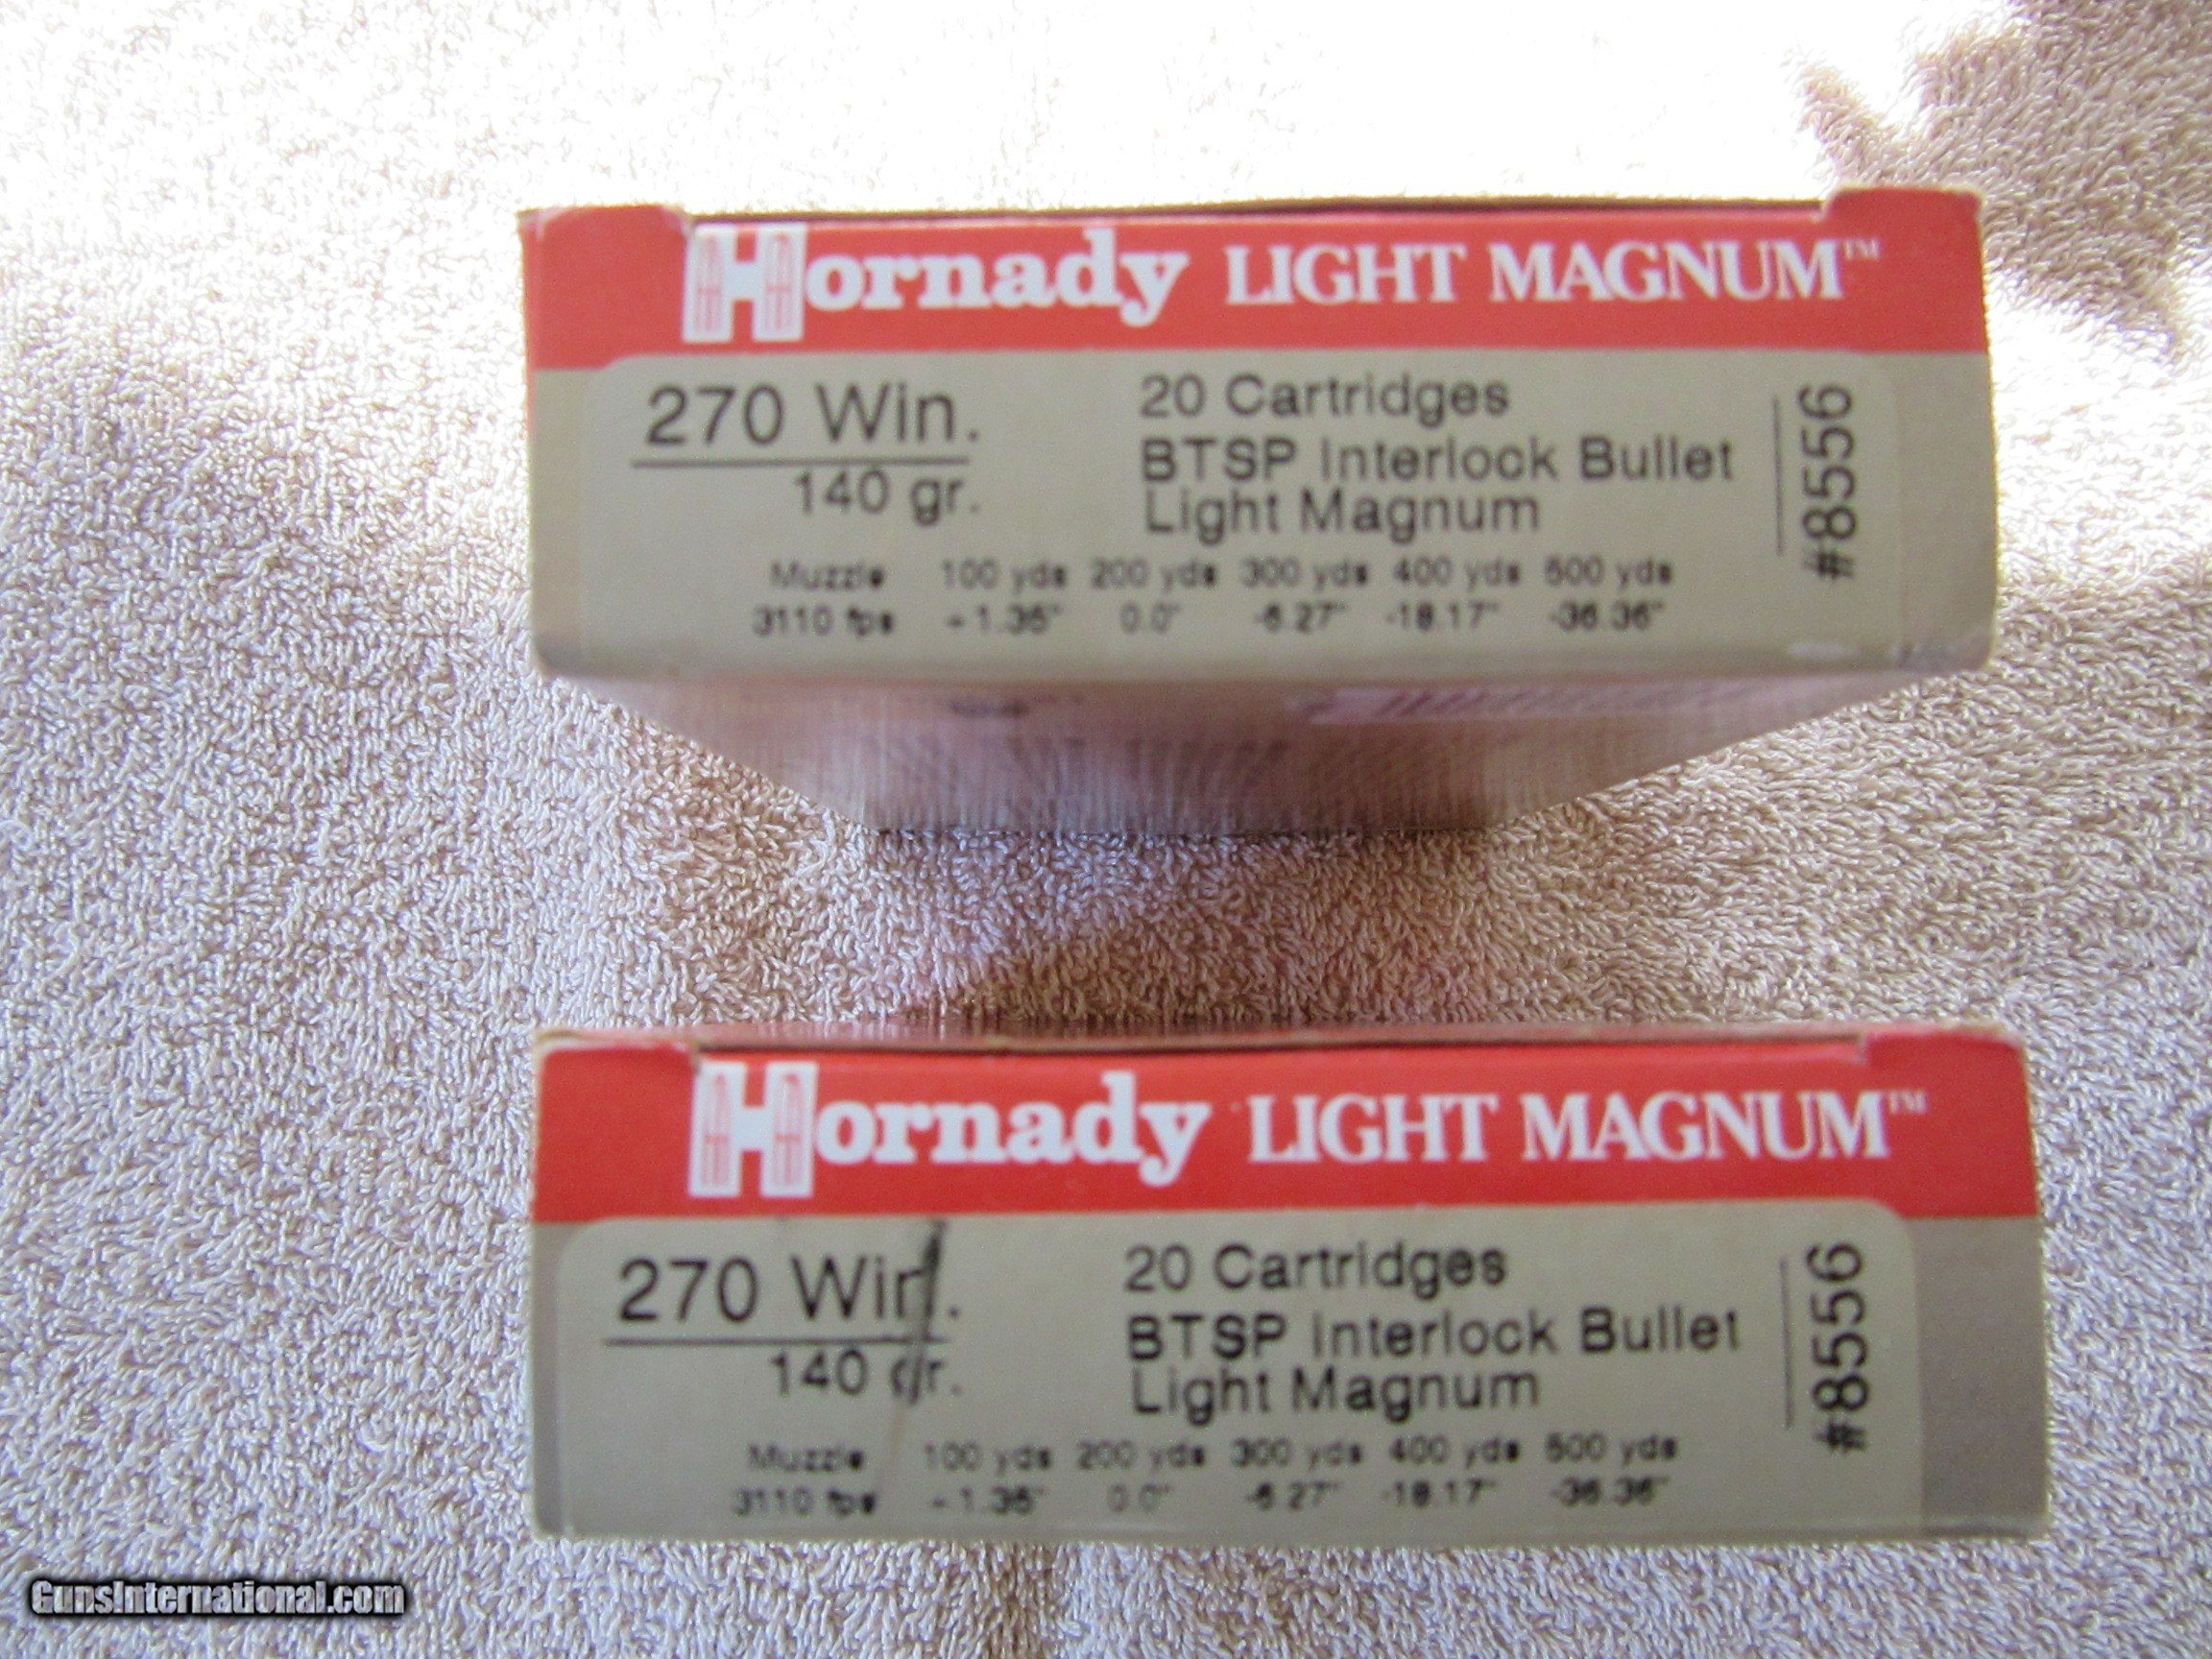 Hornady LIGHT MAGNUM™
270 Win.
140 gr.
20 Cartridges
BTSP Interlock Bullet
Light Magnum
#8556
Muzzle 100 yds 200 yds 300 yds 400 yds 500 yds
3110 fps +1.35" 0.0" -6.27" -18.17" -36.36"
Hornady LIGHT MAGNUM™
270 Win.
140 gr.
20 Cartridges
BTSP Interlock Bullet
Light Magnum
#8556
Muzzle 100 yds 200 yds 300 yds 400 yds 500 yds
3110 fps +1.35" 0.0" -6.27" -18.17" -36.36"
GunsInternational.com